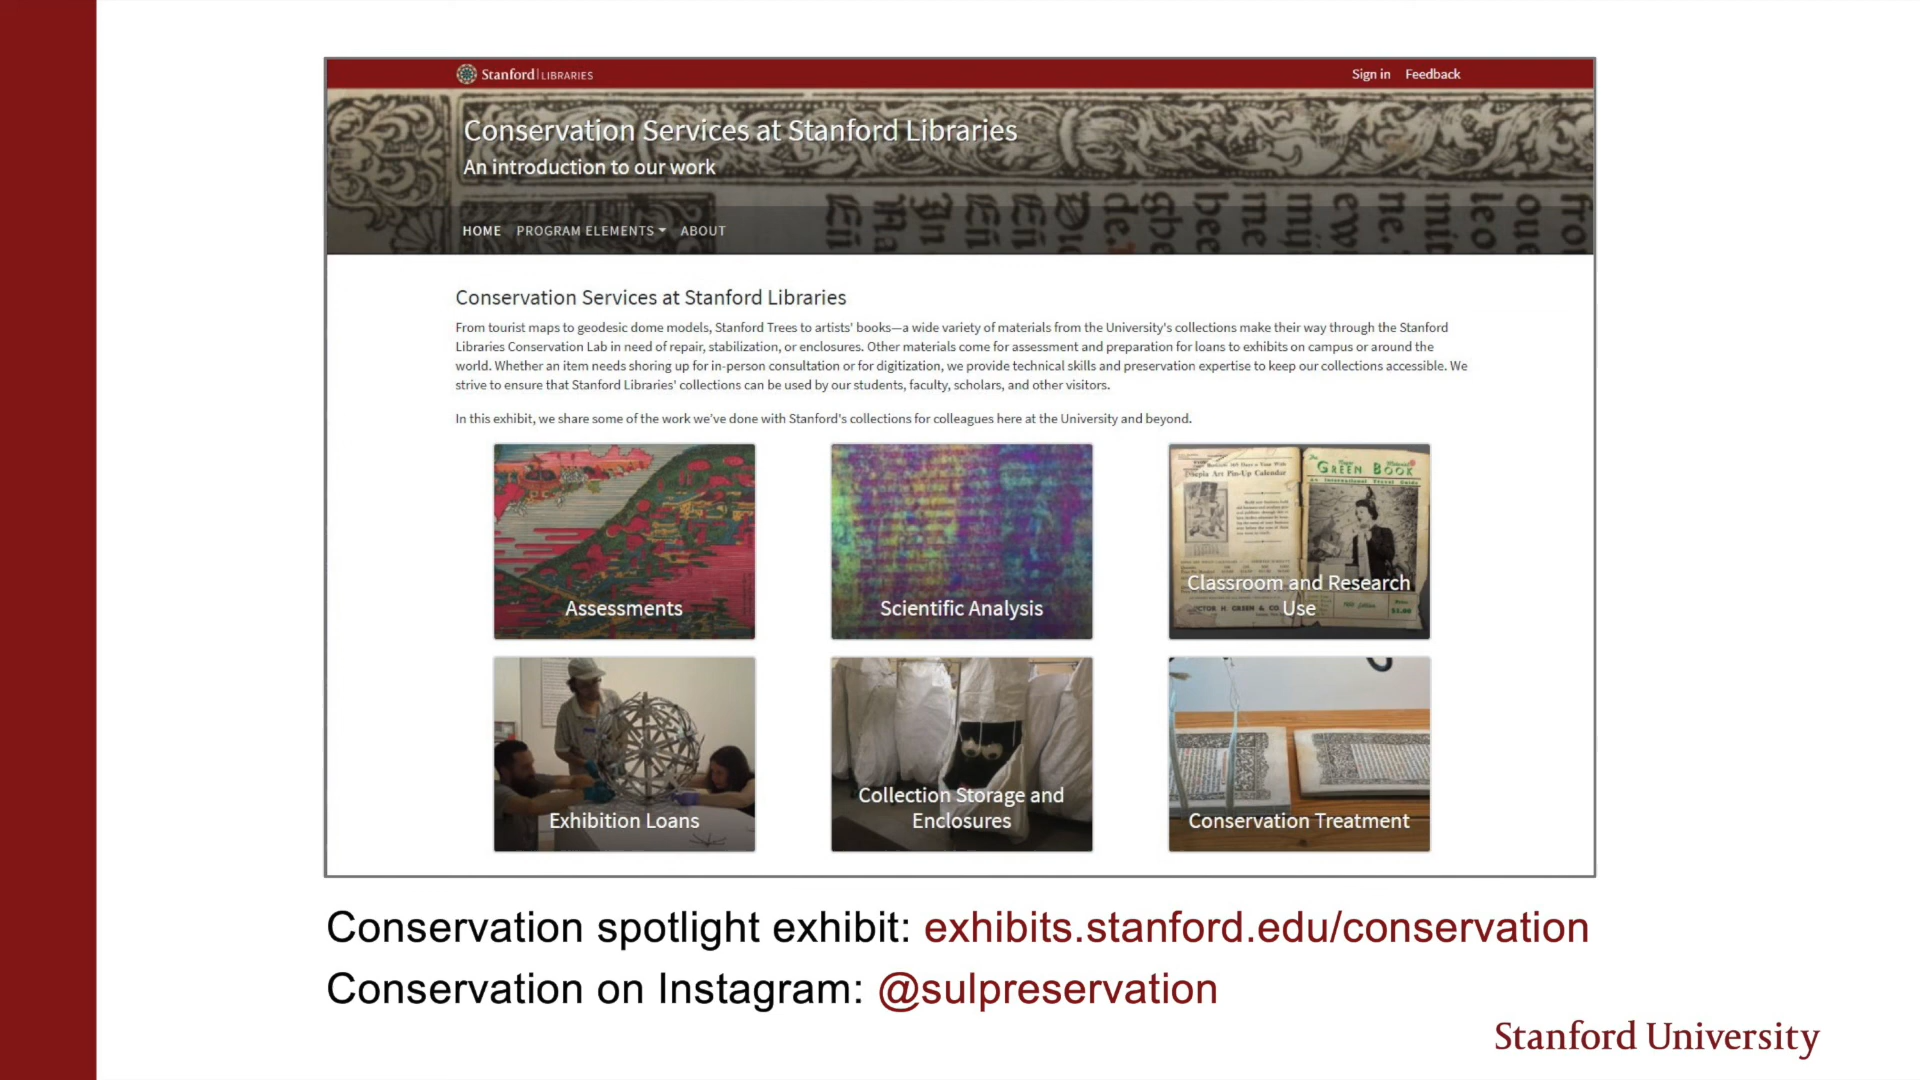 Stanford | LIBRARIES
Sign in Feedback
Conservation Services at Stanford Libraries
An introduction to our work
HOME PROGRAM ELEMENTS ABOUT
Conservation Services at Stanford Libraries
From tourist maps to geodesic dome models, Stanford Trees to artists' books—a wide variety of materials from the University's collections make their way through the Stanford
Libraries Conservation Lab in need of repair, stabilization, or enclosures. Other materials come for assessment and preparation for loans to exhibits on campus or around the
world. Whether an item needs shoring up for in-person consultation or for digitization, we provide technical skills and preservation expertise to keep our collections accessible. We
strive to ensure that Stanford Libraries' collections can be used by our students, faculty, scholars, and other visitors.
In this exhibit, we share some of the work we've done with Stanford's collections for colleagues here at the University and beyond.
Assessments
Scientific Analysis
GREEN BOOK
Classroom and Research
Use
Exhibition Loans
Collection Storage and
Enclosures
Conservation Treatment
Conservation spotlight exhibit: exhibits.stanford.edu/conservation
Conservation on Instagram: @sulpreservation
Stanford University